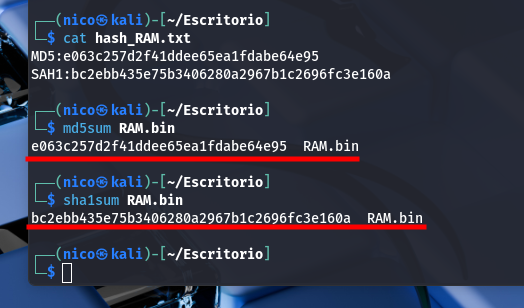 ┌──(nico㉿kali)-[~/Escritorio]
└─$ cat hash_RAM.txt
MD5:e063c257d2f41ddee65ea1fdabe64e95
SAH1:bc2ebb435e75b3406280a2967b1c2696fc3e160a
┌──(nico㉿kali)-[~/Escritorio]
└─$ md5sum RAM.bin
e063c257d2f41ddee65ea1fdabe64e95  RAM.bin
┌──(nico㉿kali)-[~/Escritorio]
└─$ sha1sum RAM.bin
bc2ebb435e75b3406280a2967b1c2696fc3e160a  RAM.bin
┌──(nico㉿kali)-[~/Escritorio]
└─$